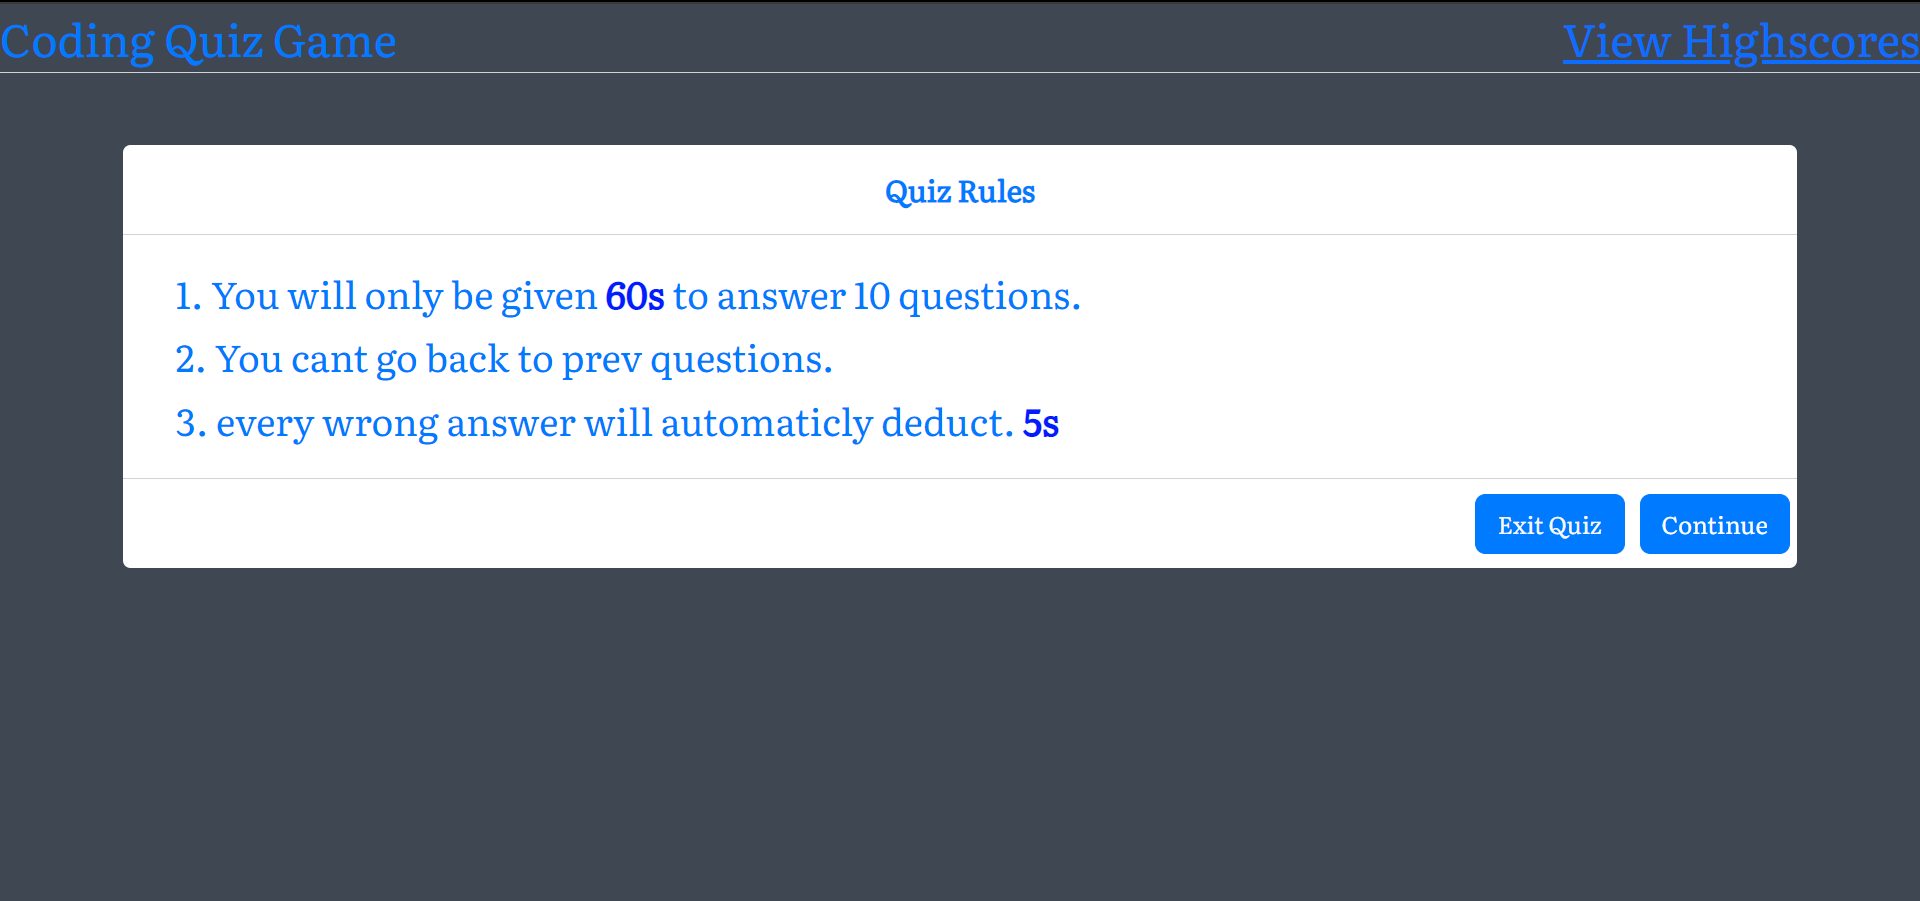 Coding Quiz Game
View Highscores
Quiz Rules
1. You will only be given 60s to answer 10 questions.
2. You cant go back to prev questions.
3. every wrong answer will automaticly deduct. 5s
Exit Quiz
Continue